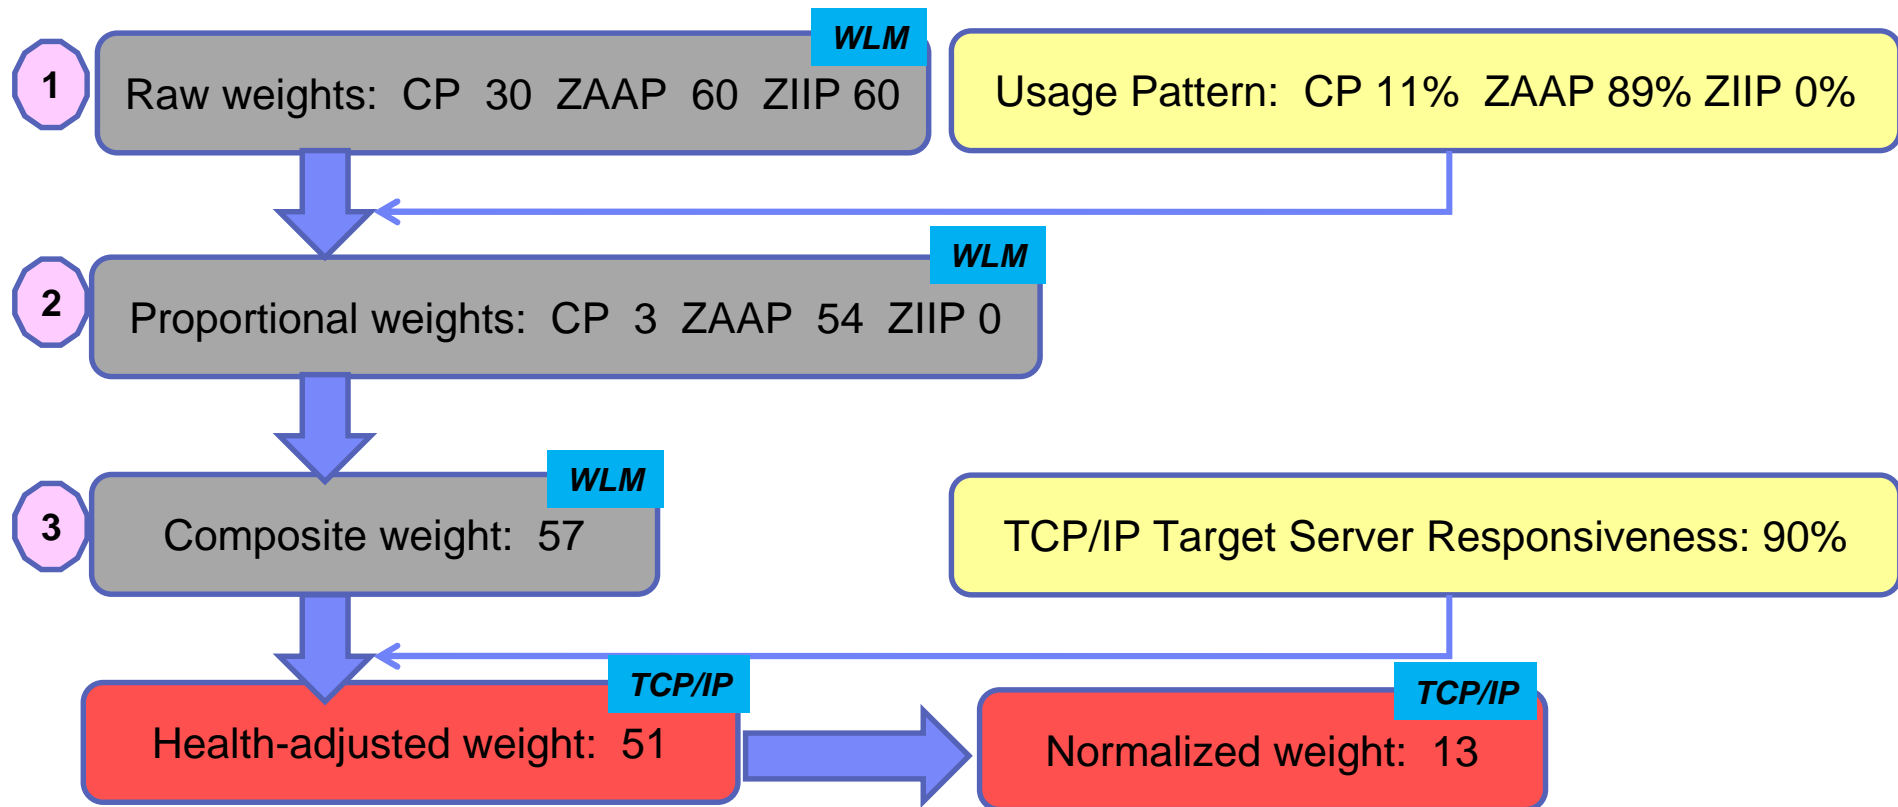 WLM
1
Raw weights: CP 30 ZAAP 60 ZIIP 60
Usage Pattern: CP 11% ZAAP 89% ZIIP 0%
WLM
2
Proportional weights: CP 3 ZAAP 54 ZIIP 0
WLM
3
Composite weight: 57
TCP/IP Target Server Responsiveness: 90%
TCP/IP
Health-adjusted weight: 51
TCP/IP
Normalized weight: 13